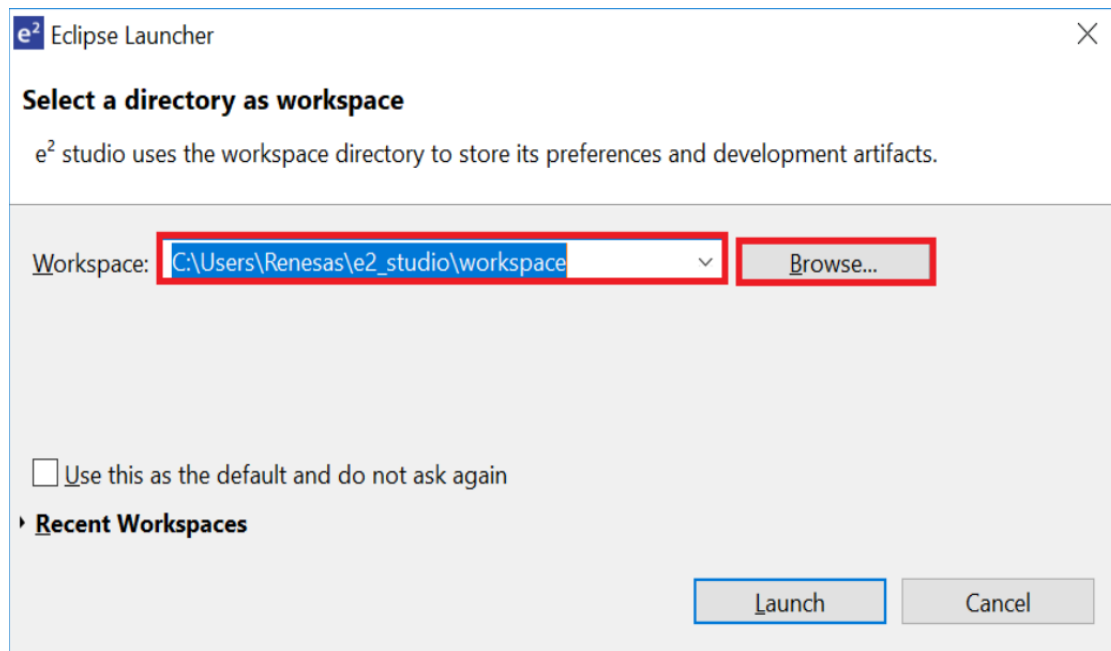 e² Eclipse Launcher
Select a directory as workspace
e² studio uses the workspace directory to store its preferences and development artifacts.
Workspace: C:\Users\Renesas\e2_studio\workspace Browse...
Use this as the default and do not ask again
Recent Workspaces
Launch Cancel